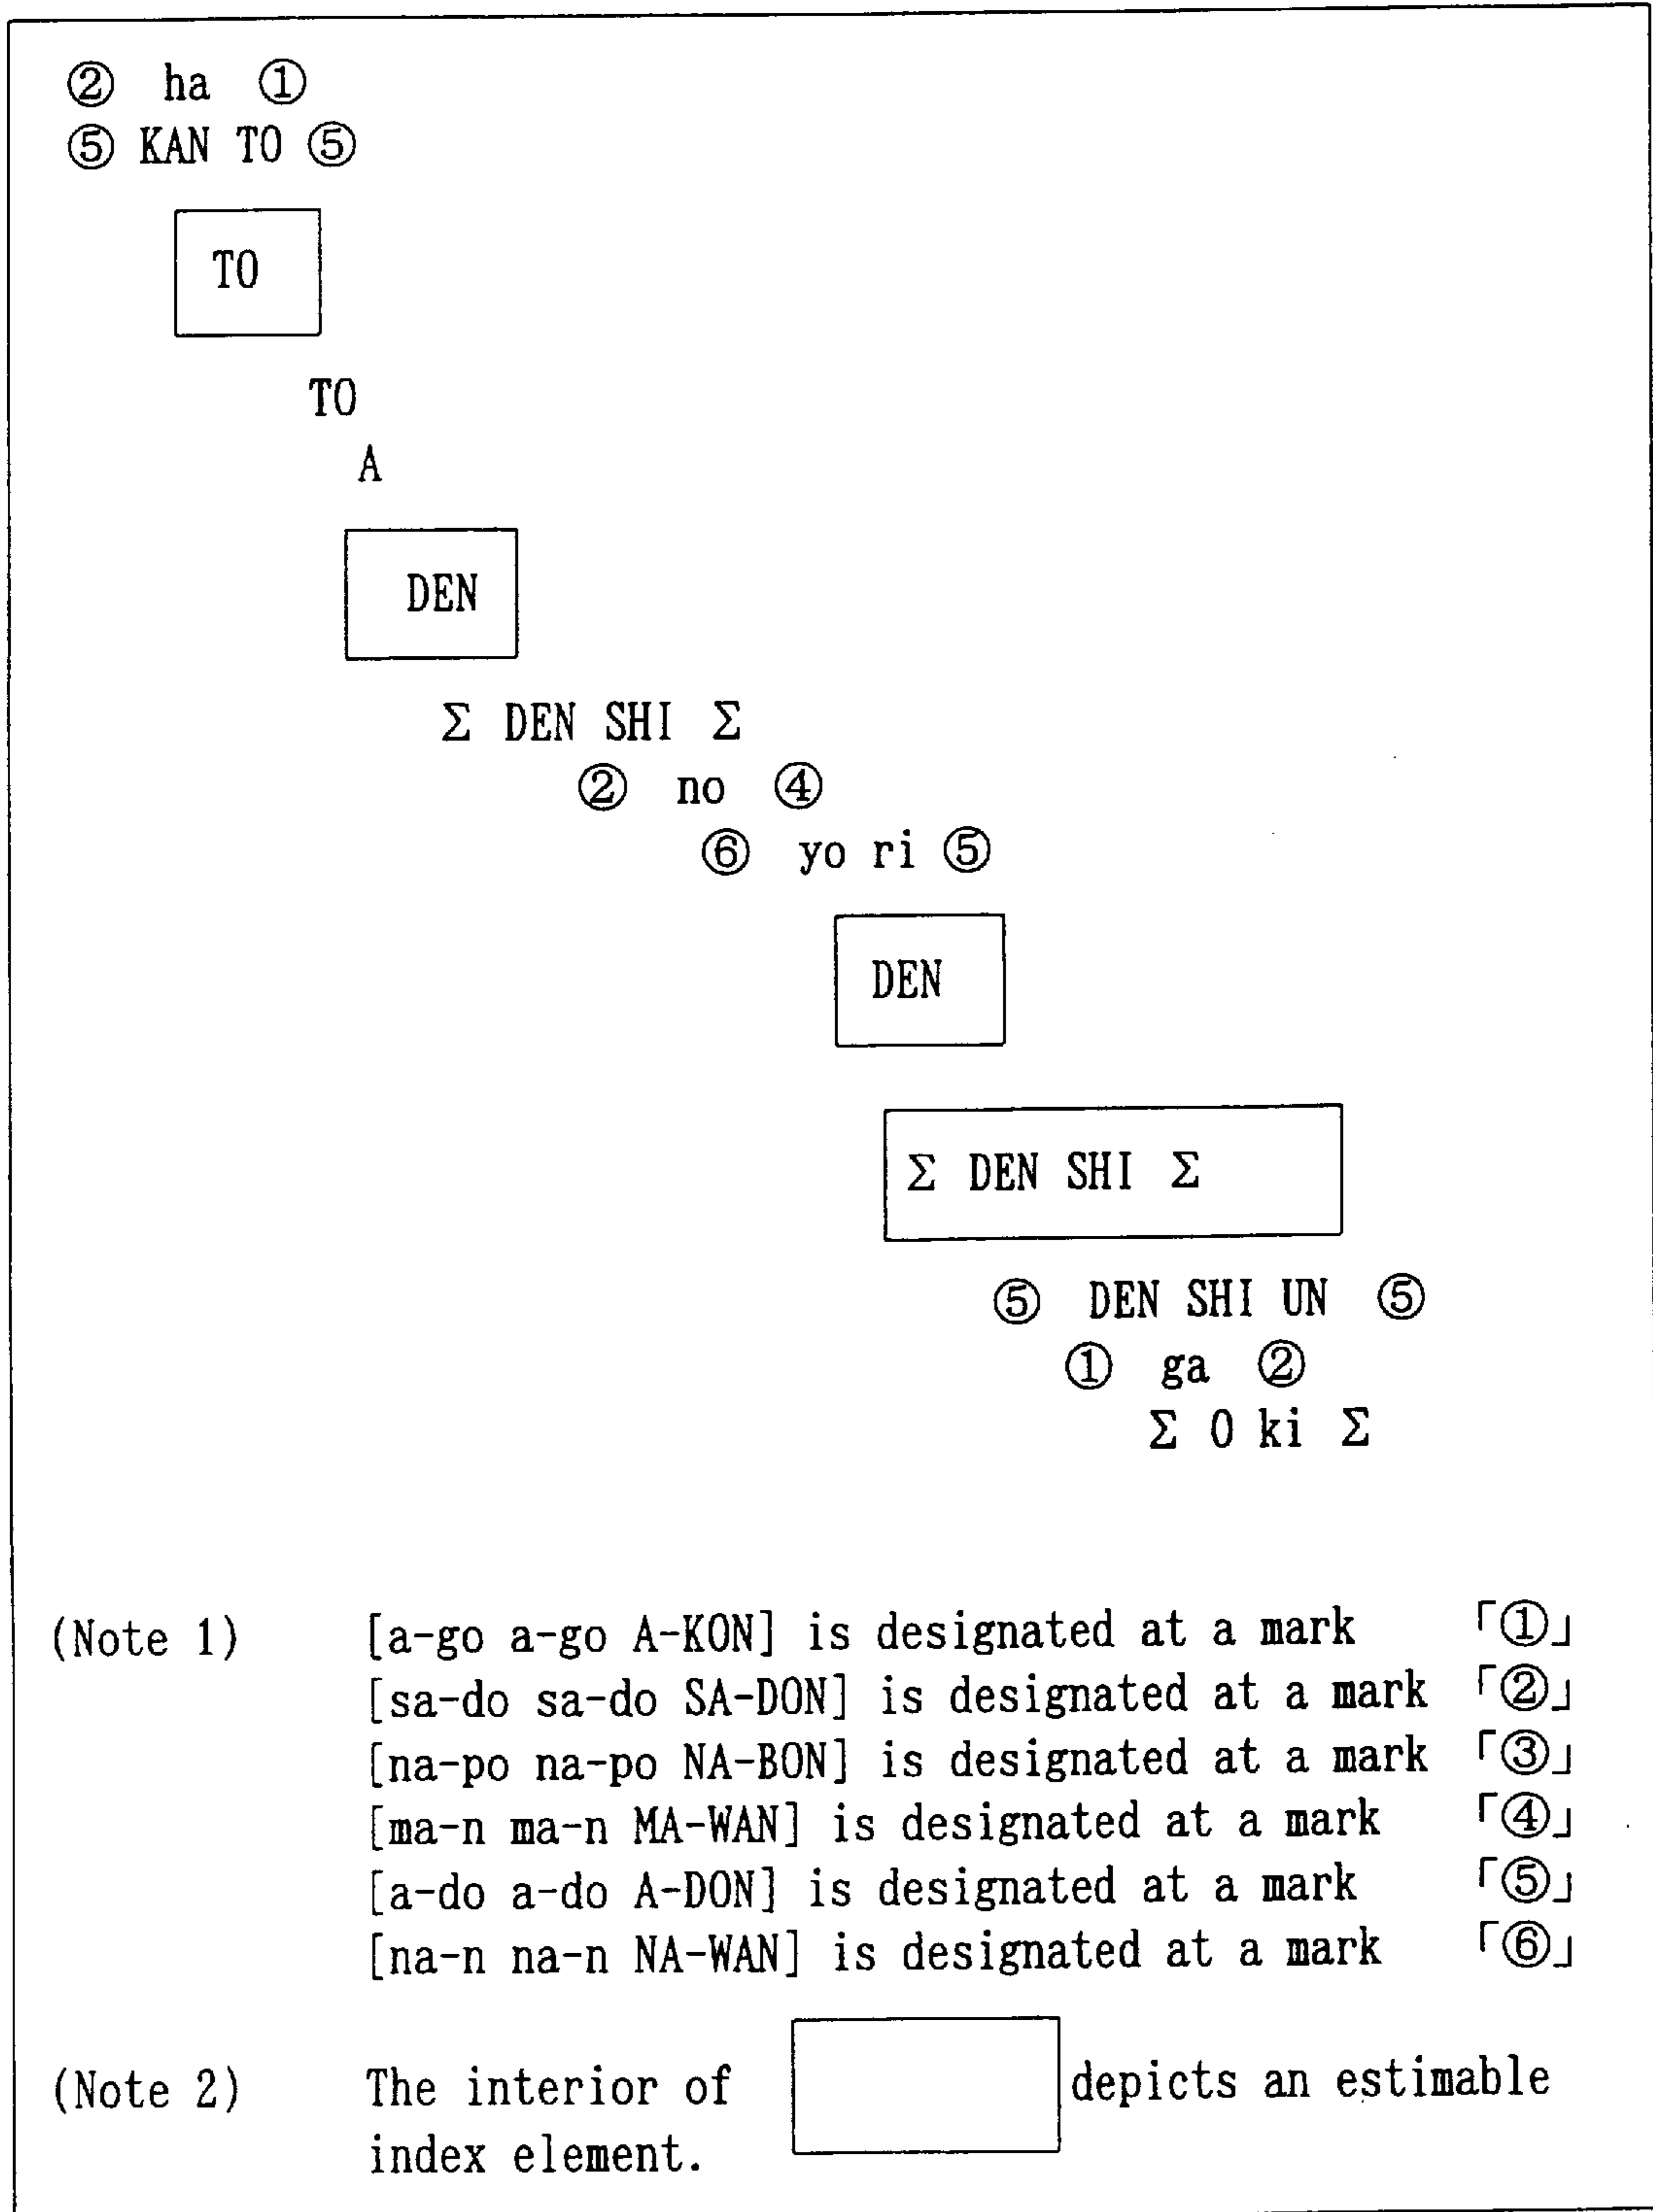 ② ha ①
⑤ KAN TO ⑤
TO
TO
A
DEN
Σ DEN SHI Σ
② no ④
⑥ yo ri ⑤
DEN
Σ DEN SHI Σ
⑤ DEN SHI UN ⑤
① ga ②
Σ O ki Σ
(Note 1) [a-go a-go A-KON] is designated at a mark 「①」
[sa-do sa-do SA-DON] is designated at a mark 「②」
[na-po na-po NA-BON] is designated at a mark 「③」
[ma-n ma-n MA-WAN] is designated at a mark 「④」
[a-do a-do A-DON] is designated at a mark 「⑤」
[na-n na-n NA-WAN] is designated at a mark 「⑥」
(Note 2) The interior of depicts an estimable
index element.